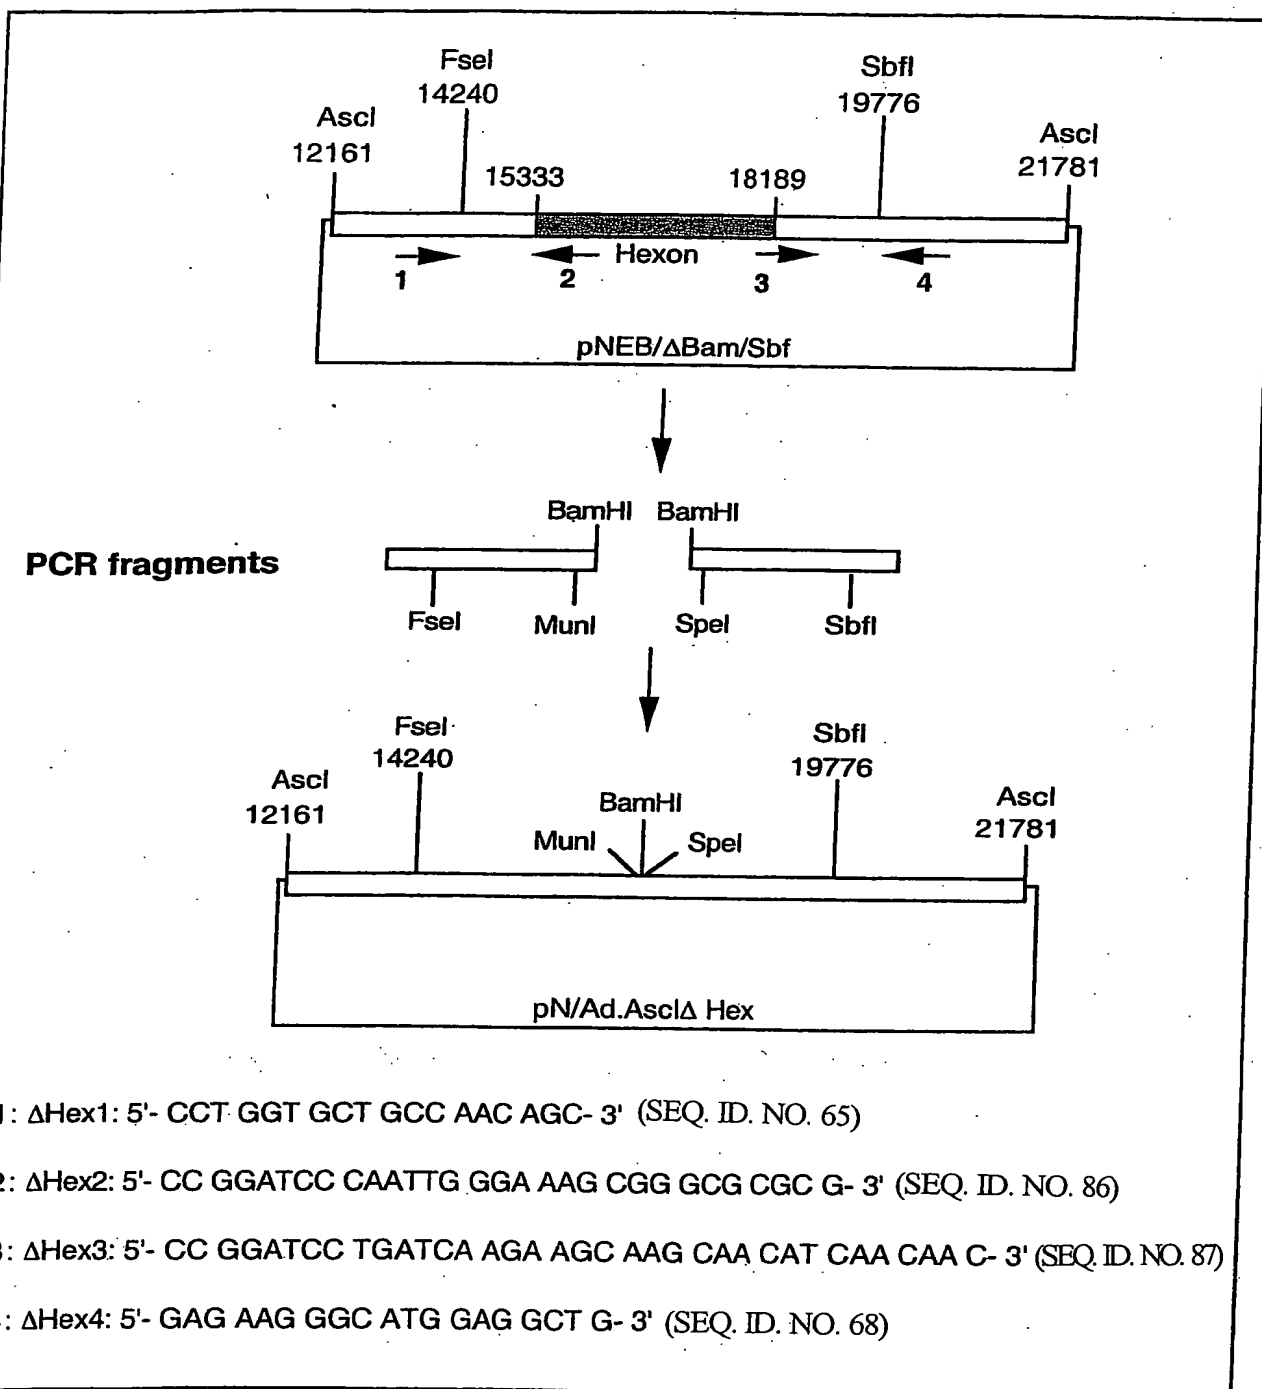 FseI
14240
SbfI
19776
AscI
12161
AscI
21781
15333
18189
Hexon
1
2
3
4
pNEB/ΔBam/Sbf
BamHI BamHI
PCR fragments
FseI
MunI
SpeI
SbfI
FseI
14240
SbfI
19776
AscI
12161
BamHI
AscI
21781
MunI
SpeI
pN/Ad.AscIΔ Hex
1: ΔHex1: 5'- CCT GGT GCT GCC AAC AGC- 3' (SEQ. ID. NO. 65)
2: ΔHex2: 5'- CC GGATCC CAATTG GGA AAG CGG GCG CGC G- 3' (SEQ. ID. NO. 86)
3: ΔHex3: 5'- CC GGATCC TGATCA AGA AGC AAG CAA CAT CAA CAA C- 3' (SEQ. ID. NO. 87)
: ΔHex4: 5'- GAG AAG GGC ATG GAG GCT G- 3' (SEQ. ID. NO. 68)